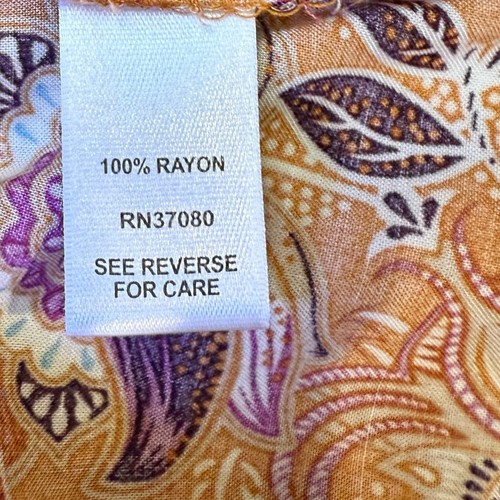 100% RAYON
RN37080
SEE REVERSE
FOR CARE